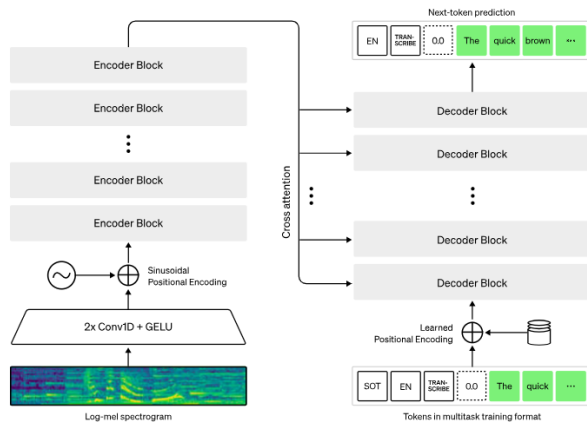 Next-token prediction
EN TRAN-SCRIBE 0.0 The quick brown ...
Encoder Block
Encoder Block
Encoder Block
Encoder Block
Sinusoidal
Positional Encoding
2x Conv1D + GELU
Log-mel spectrogram
Cross attention
Decoder Block
Decoder Block
Decoder Block
Decoder Block
Learned
Positional Encoding
SOT EN TRAN-SCRIBE 0.0 The quick ...
Tokens in multitask training format